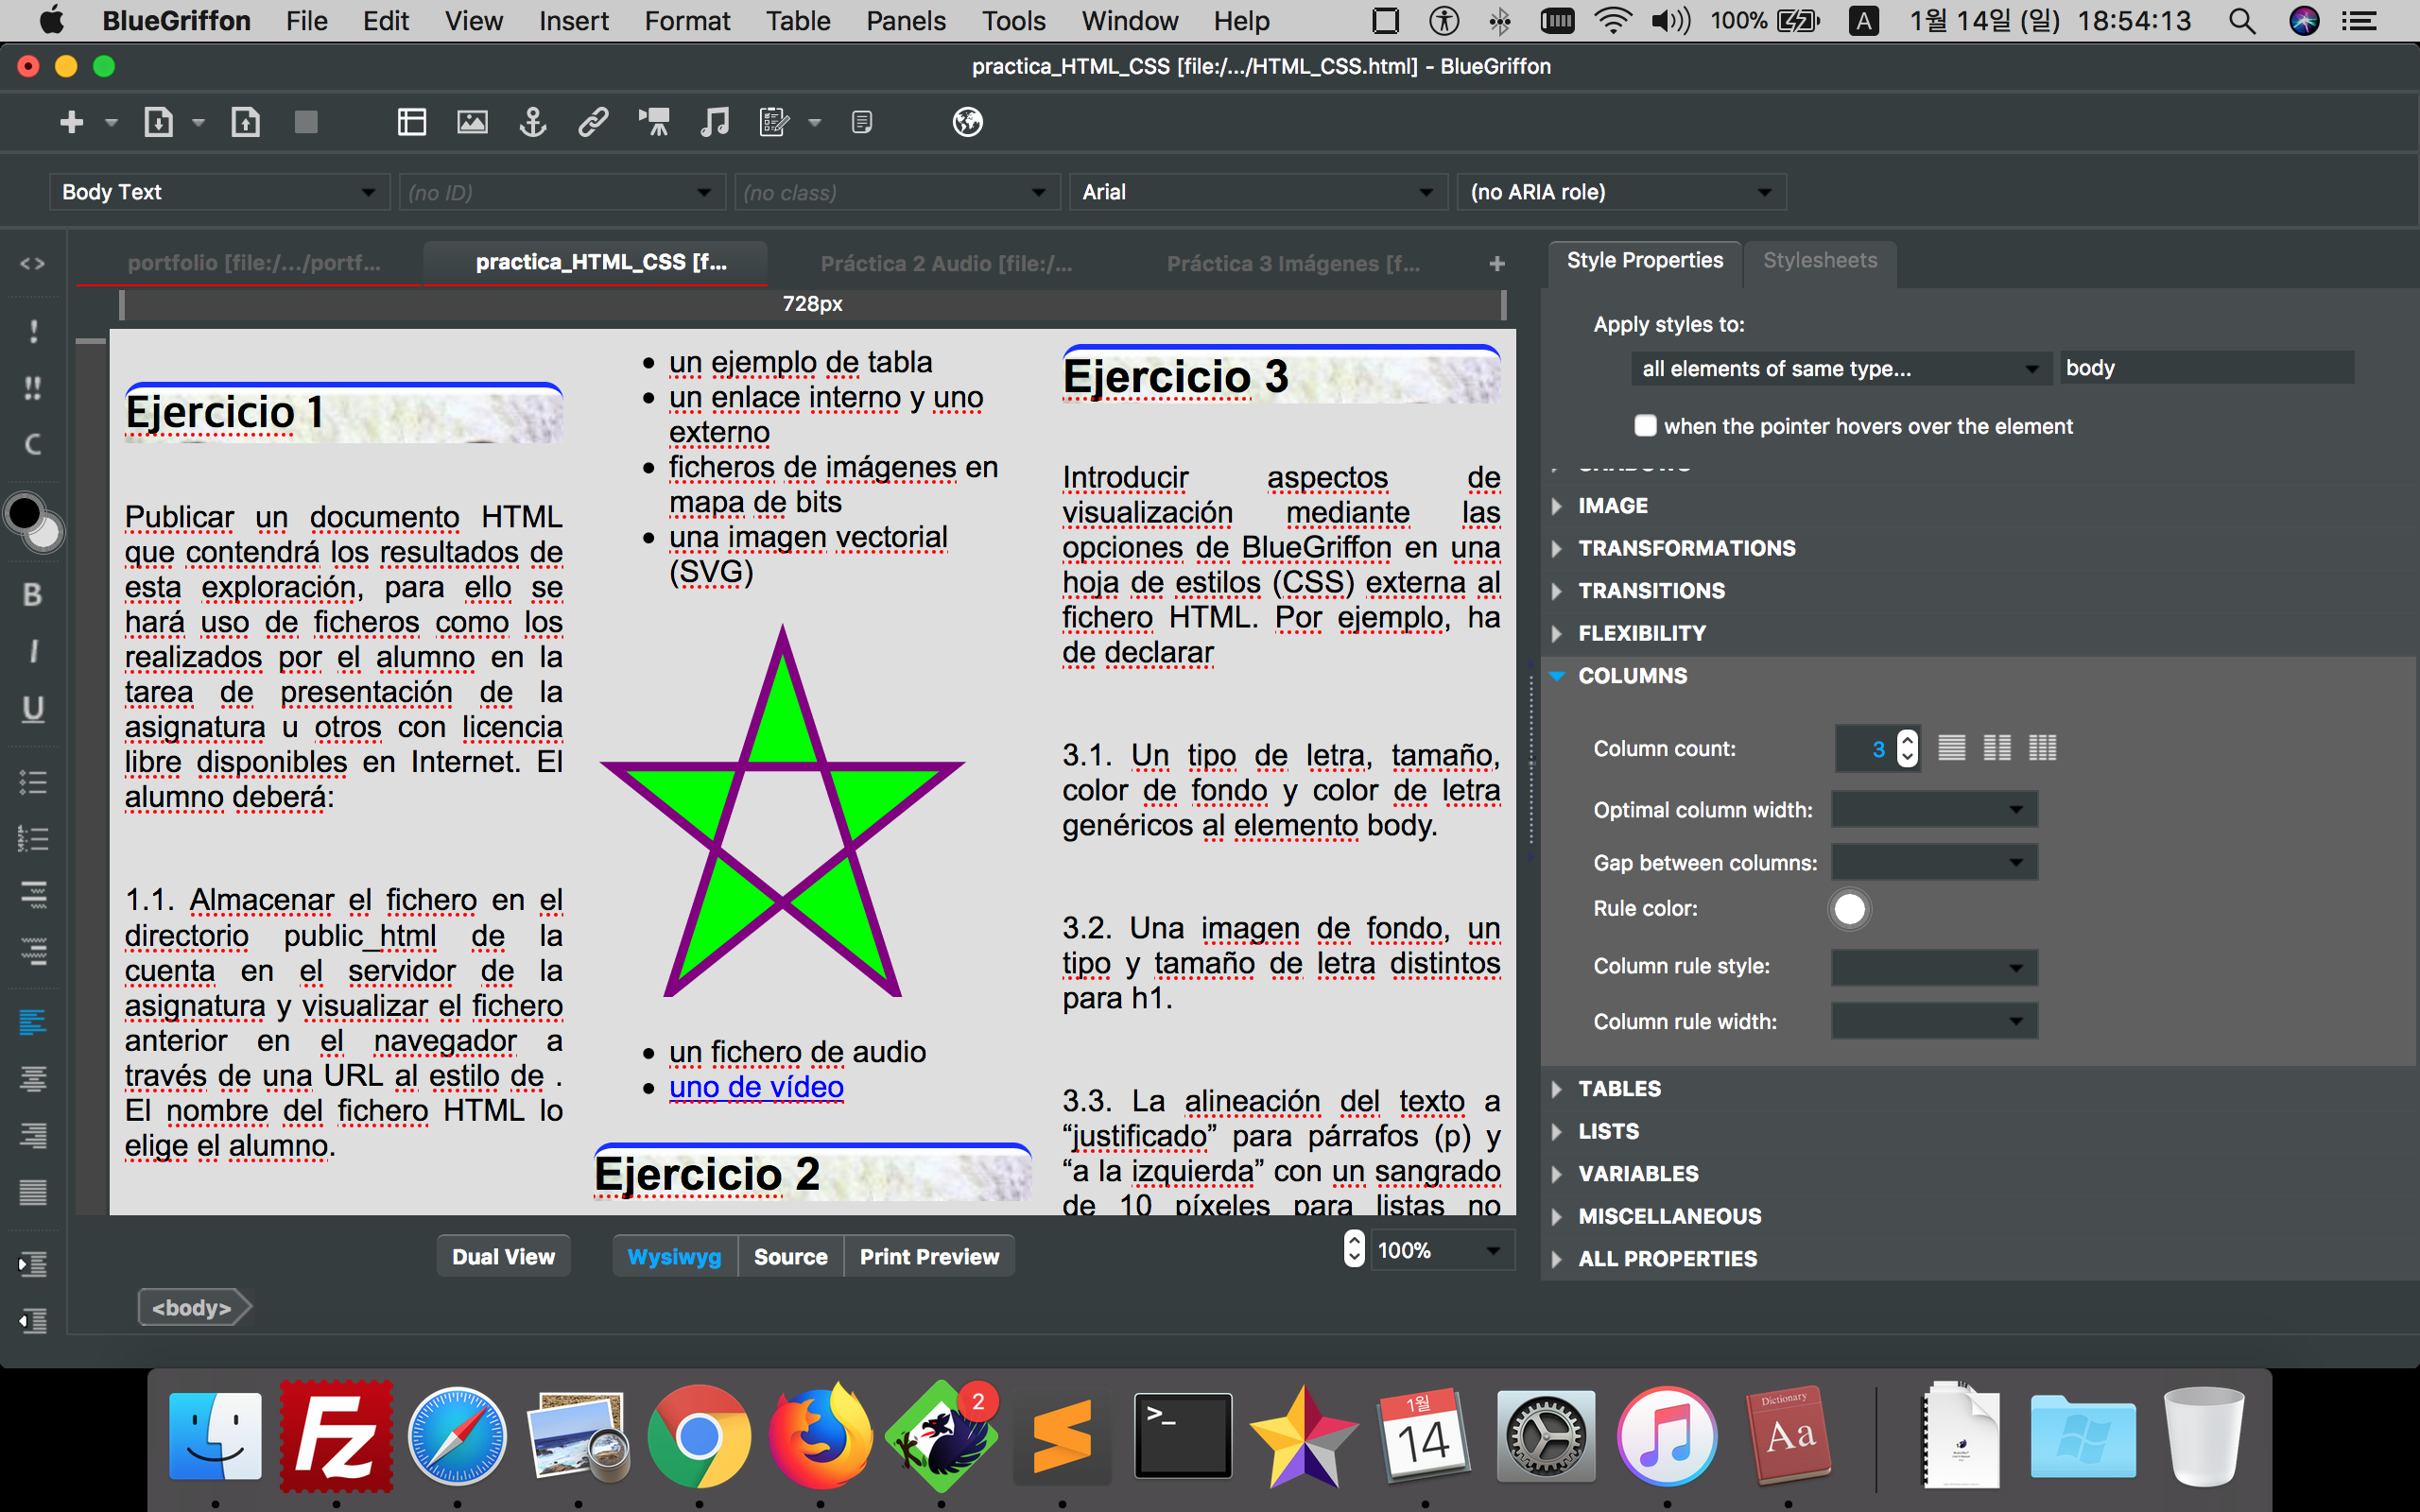 BlueGriffon File Edit View Insert Format Table Panels Tools Window Help 100% A 1월 14일 (일) 18:54:13
practica_HTML_CSS [file:/.../HTML_CSS.html] - BlueGriffon
Body Text (no ID) (no class) Arial (no ARIA role)
portfolio [file:/.../portf... practica_HTML_CSS [f... Práctica 2 Audio [file:/... Práctica 3 Imágenes [f... +
728px
Ejercicio 1
Publicar un documento HTML
que contendrá los resultados de
esta exploración, para ello se
hará uso de ficheros como los
realizados por el alumno en la
tarea de presentación de la
asignatura u otros con licencia
libre disponibles en Internet. El
alumno deberá:
1.1. Almacenar el fichero en el
directorio public_html de la
cuenta en el servidor de la
asignatura y visualizar el fichero
anterior en el navegador a
través de una URL al estilo de .
El nombre del fichero HTML lo
elige el alumno.
• un ejemplo de tabla
• un enlace interno y uno
externo
• ficheros de imágenes en
mapa de bits
• una imagen vectorial
(SVG)
• un fichero de audio
• uno de vídeo
Ejercicio 2
Ejercicio 3
Introducir aspectos de
visualización mediante las
opciones de BlueGriffon en una
hoja de estilos (CSS) externa al
fichero HTML. Por ejemplo, ha
de declarar
3.1. Un tipo de letra, tamaño,
color de fondo y color de letra
genéricos al elemento body.
3.2. Una imagen de fondo, un
tipo y tamaño de letra distintos
para h1.
3.3. La alineación del texto a
“justificado” para párrafos (p) y
“a la izquierda” con un sangrado
de 10 píxeles para listas no
Style Properties Stylesheets
Apply styles to:
all elements of same type... body
when the pointer hovers over the element
IMAGE
TRANSFORMATIONS
TRANSITIONS
FLEXIBILITY
COLUMNS
Column count: 3
Optimal column width:
Gap between columns:
Rule color:
Column rule style:
Column rule width:
TABLES
LISTS
VARIABLES
MISCELLANEOUS
ALL PROPERTIES
! 
!!
C
B
I
U
Dual View Wysiwyg Source Print Preview 100%
<body>
Fz
2
>_
1월
14
Dictionary
Aa